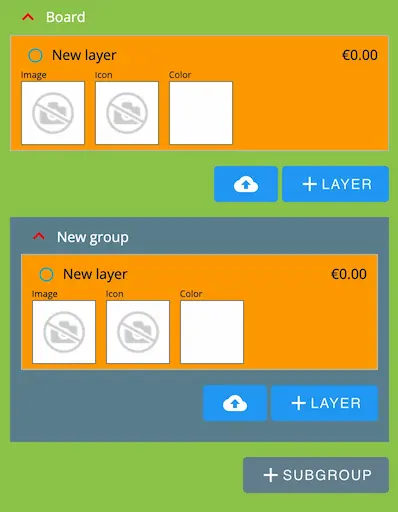 Board
New layer €0.00
Image Icon Color
+ LAYER
New group
New layer €0.00
Image Icon Color
+ LAYER
+ SUBGROUP